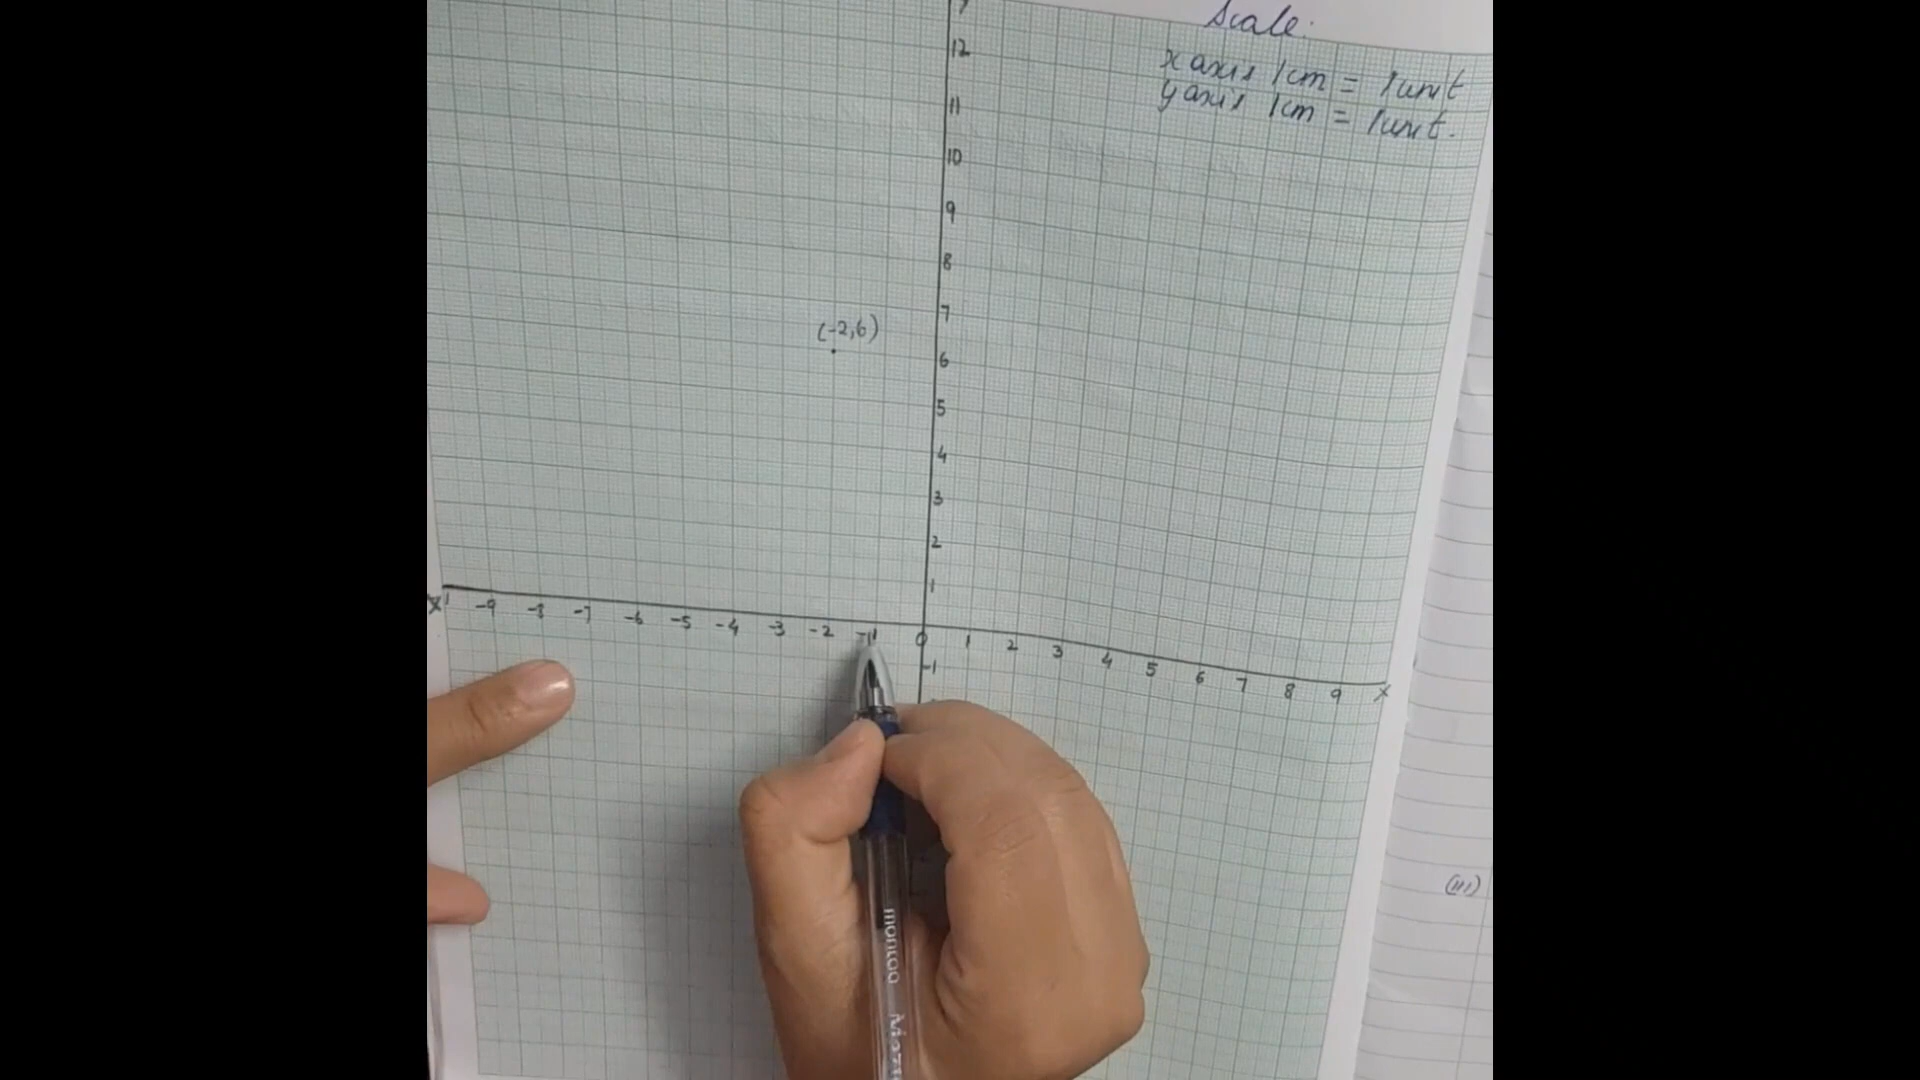 Scale:
x axis 1cm = 1unit
y axis 1cm = 1unit.
y
12
11
10
9
8
7
(-2,6)
6
5
4
3
2
1
x' -9 -8 -7 -6 -5 -4 -3 -2 -1 0 1 2 3 4 5 6 7 8 9 x
-1
(iii)
montex